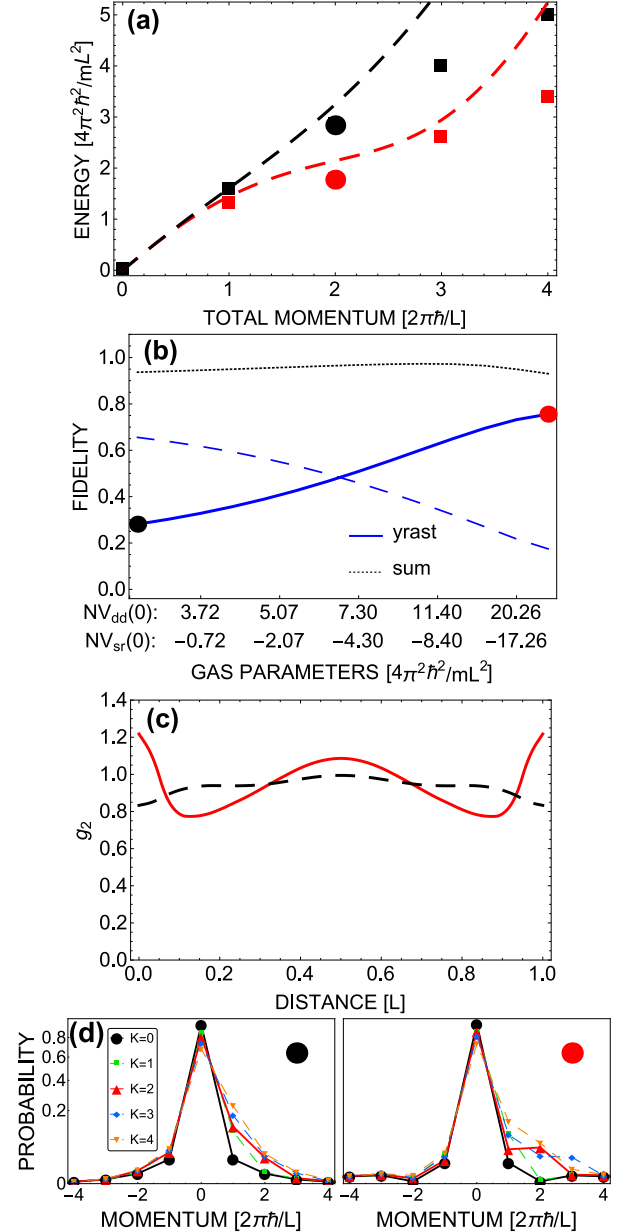 (a)
5
4
3
2
1
0
ENERGY [4π²ħ²/mL²]
0 1 2 3 4
TOTAL MOMENTUM [2πħ/L]
(b)
1.0
0.8
0.6
0.4
0.2
0.0
FIDELITY
yrast
sum
NVdd(0): 3.72 5.07 7.30 11.40 20.26
NVsr(0): −0.72 −2.07 −4.30 −8.40 −17.26
GAS PARAMETERS [4π²ħ²/mL²]
(c)
1.4
1.2
1.0
0.8
0.6
0.4
0.2
0.0
g₂
0.0 0.2 0.4 0.6 0.8 1.0
DISTANCE [L]
(d)
PROBABILITY
0.8
0.6
0.4
0.2
0
K=0
K=1
K=2
K=3
K=4
−4 −2 0 2 4
−4 −2 0 2 4
MOMENTUM [2πħ/L]
MOMENTUM [2πħ/L]